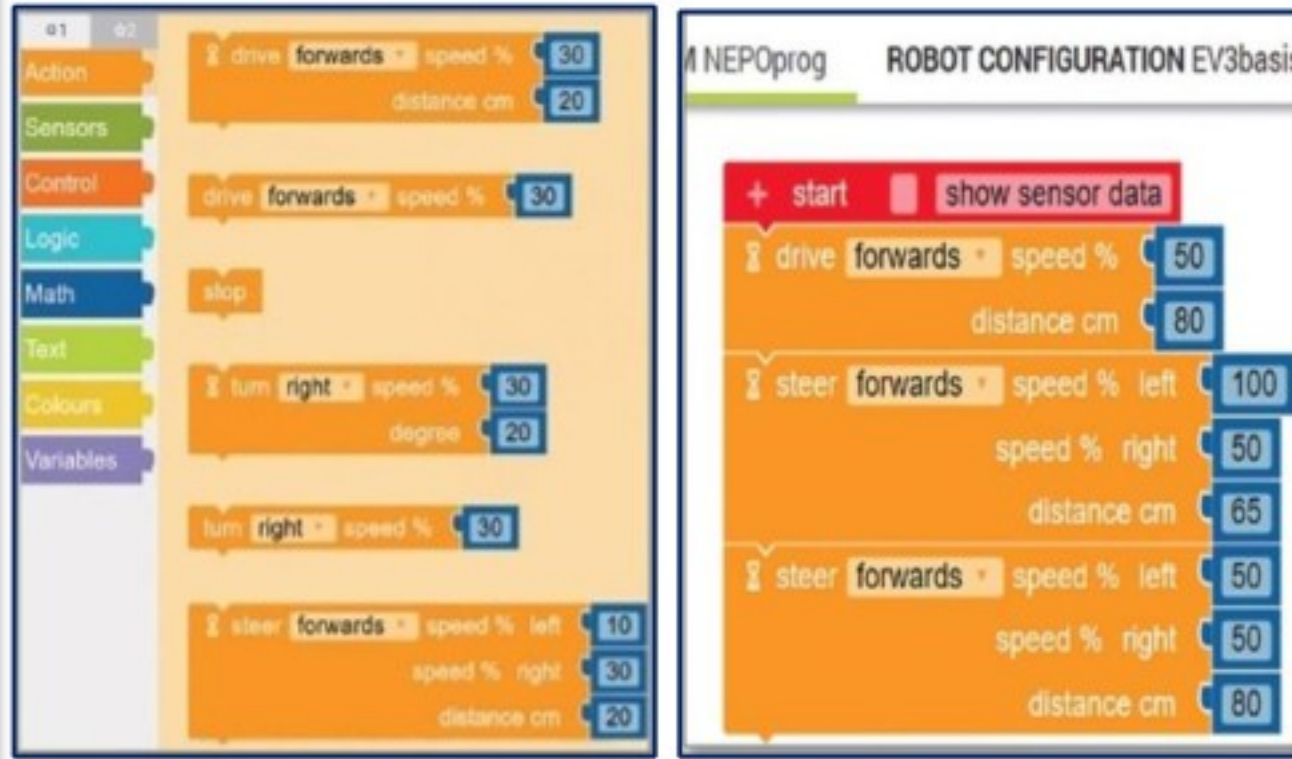 1 2
Action
Sensors
Control
Logic
Math
Text
Colours
Variables
drive forwards speed % 30
distance cm 20
drive forwards speed % 30
stop
turn right speed % 30
degree 20
turn right speed % 30
steer forwards speed % left 10
speed % right 30
distance cm 20
NEPOprog ROBOT CONFIGURATION EV3basis
+ start show sensor data
drive forwards speed % 50
distance cm 80
steer forwards speed % left 100
speed % right 50
distance cm 65
steer forwards speed % left 50
speed % right 50
distance cm 80